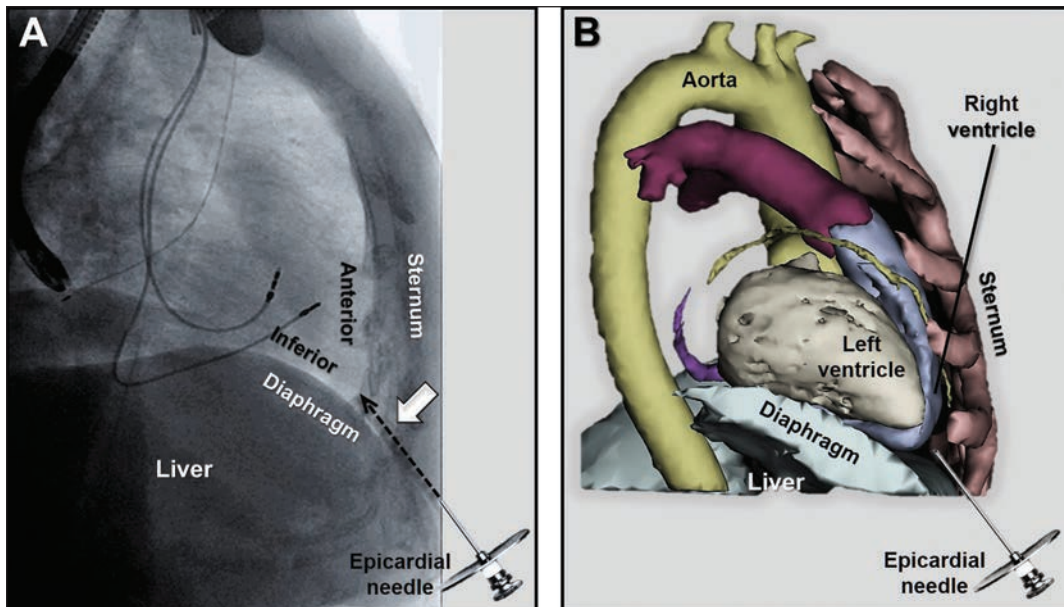 A
Anterior
Sternum
Inferior
Diaphragm
Liver
Epicardial
needle
B
Aorta
Right
ventricle
Sternum
Left
ventricle
Diaphragm
Liver
Epicardial
needle